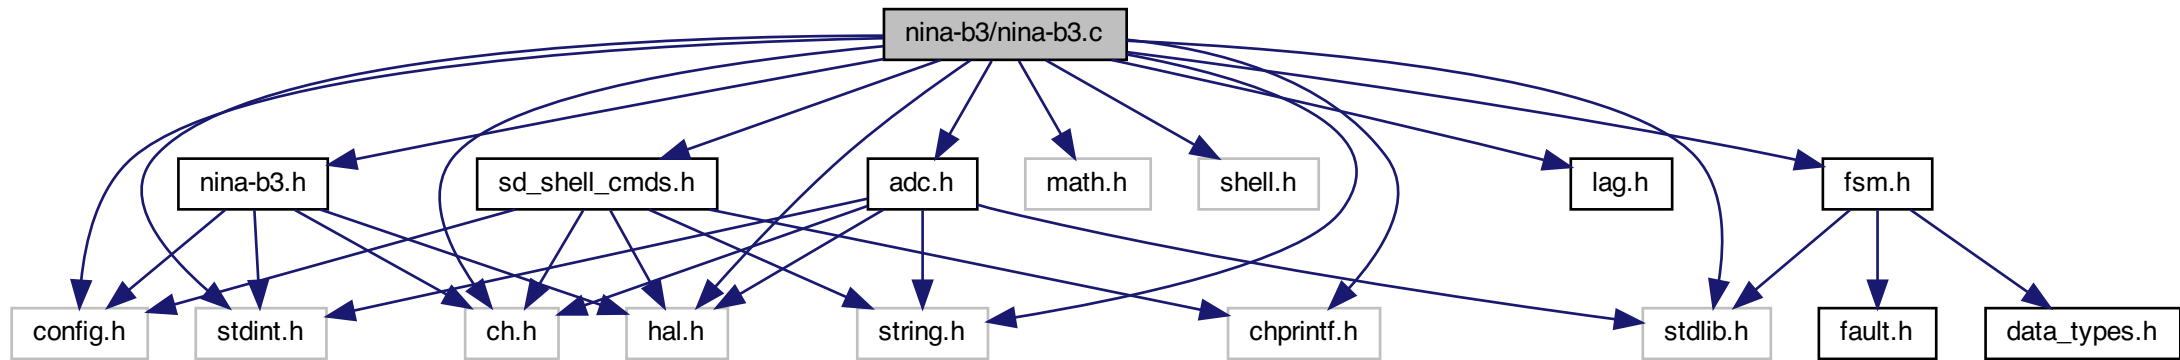 nina-b3/nina-b3.c
nina-b3.h
sd_shell_cmds.h
adc.h
math.h
shell.h
lag.h
fsm.h
config.h
stdint.h
ch.h
hal.h
string.h
chprintf.h
stdlib.h
fault.h
data_types.h